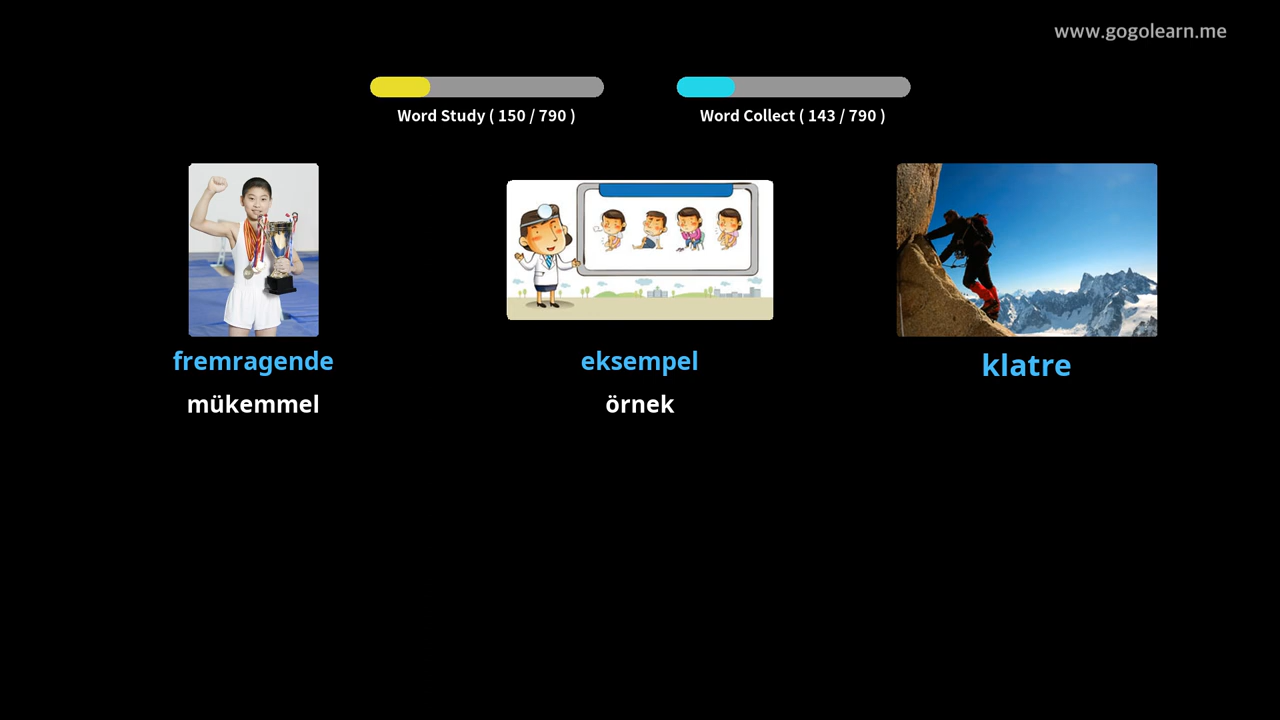 www.gogolearn.me
Word Study ( 150 / 790 )
Word Collect ( 143 / 790 )
fremragende
mükemmel
eksempel
örnek
klatre